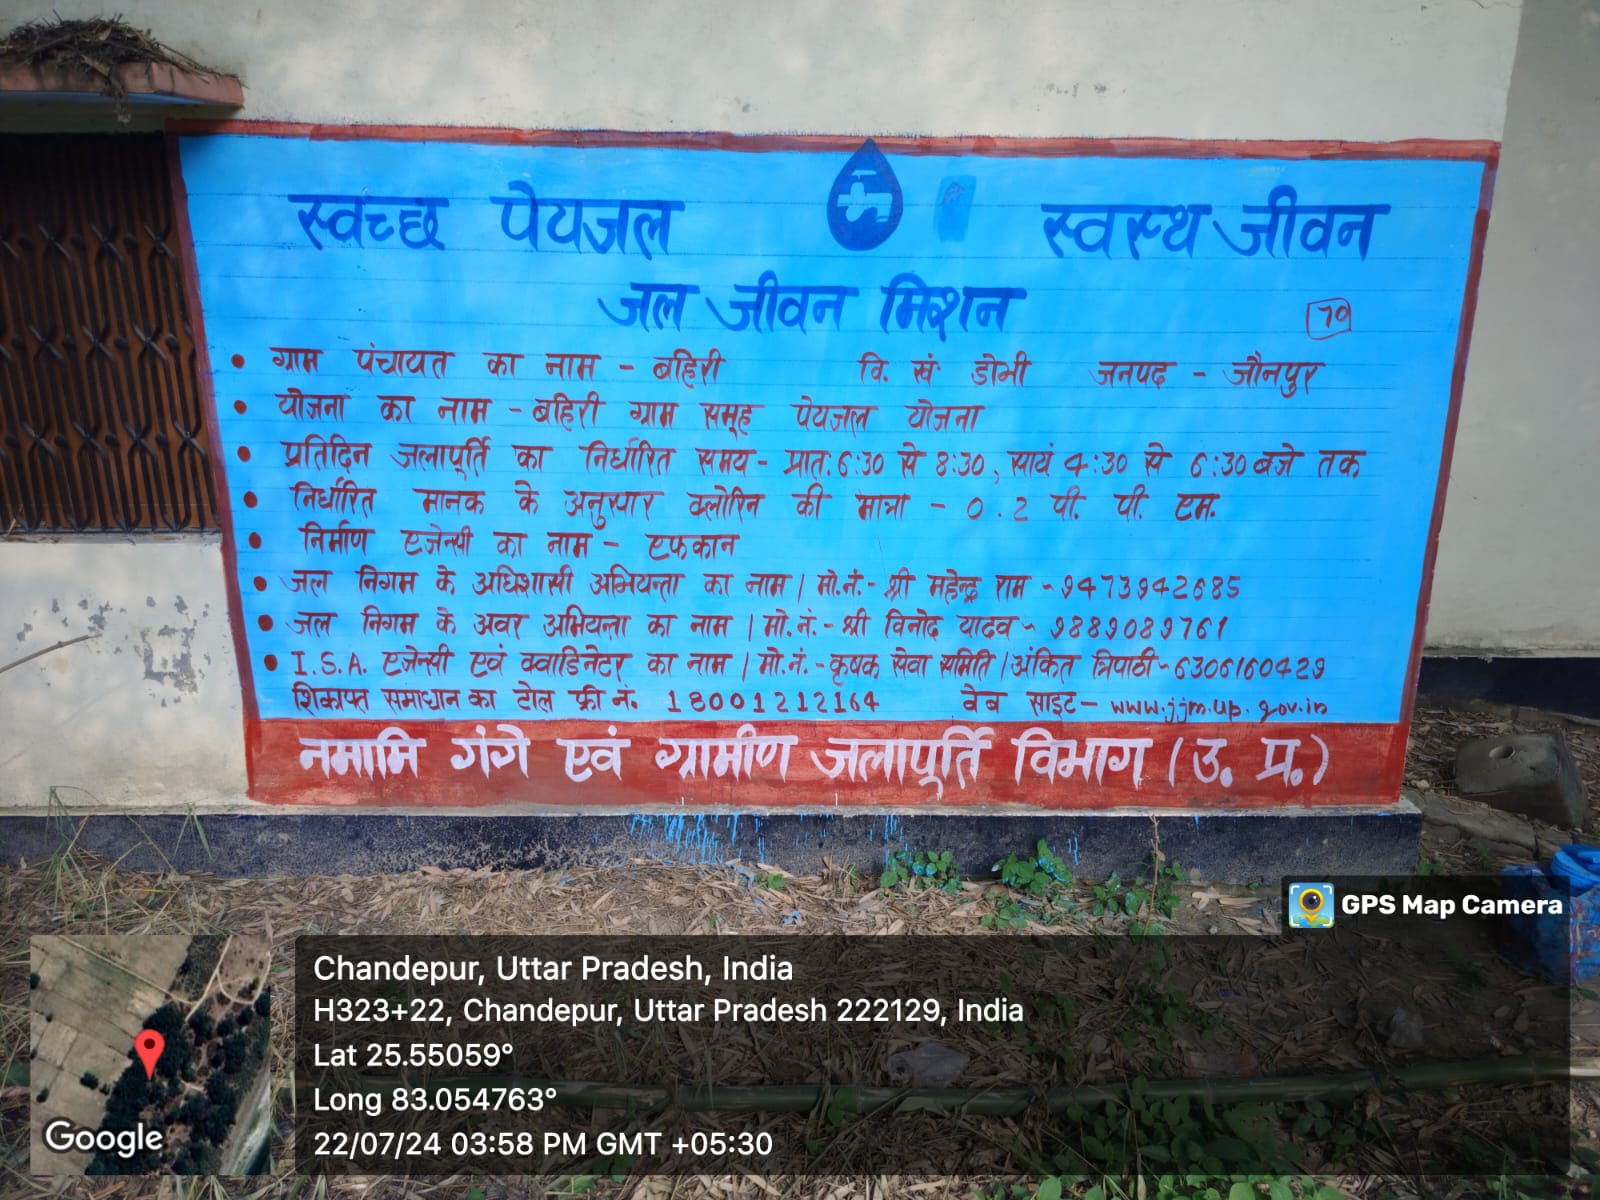 स्वच्छ पेयजल स्वस्थ जीवन
जल जीवन मिशन
70
• ग्राम पंचायत का नाम - बहिरी वि. खं डोभी जनपद - जौनपुर
• योजना का नाम - बहिरी ग्राम समूह पेयजल योजना
• प्रतिदिन जलापूर्ति का निर्धारित समय - प्रात: 6:30 से 8:30, सायं 4:30 से 6:30 बजे तक
• निर्धारित मानक के अनुसार क्लोरिन की मात्रा - 0.2 पी. पी. एम.
• निर्माण एजेन्सी का नाम - एफकान
• जल निगम के अधिशासी अभियन्ता का नाम / मो.नं.- श्री महेन्द्र राम - 9473942685
• जल निगम के अवर अभियन्ता का नाम / मो.नं.- श्री विनोद यादव - 9889089761
• I.S.A. एजेन्सी एवं क्वाडिनेटर का नाम / मो.नं.- कृषक सेवा समिति / अंकित त्रिपाठी - 6306160429
शिकायत समाधान का टोल फ्री नं. 18001212164 वेब साइट - www.jjm.up.gov.in
नमामि गंगे एवं ग्रामीण जलापूर्ति विभाग (उ. प्र.)
GPS Map Camera
Chandepur, Uttar Pradesh, India
H323+22, Chandepur, Uttar Pradesh 222129, India
Lat 25.55059°
Long 83.054763°
22/07/24 03:58 PM GMT +05:30
Google